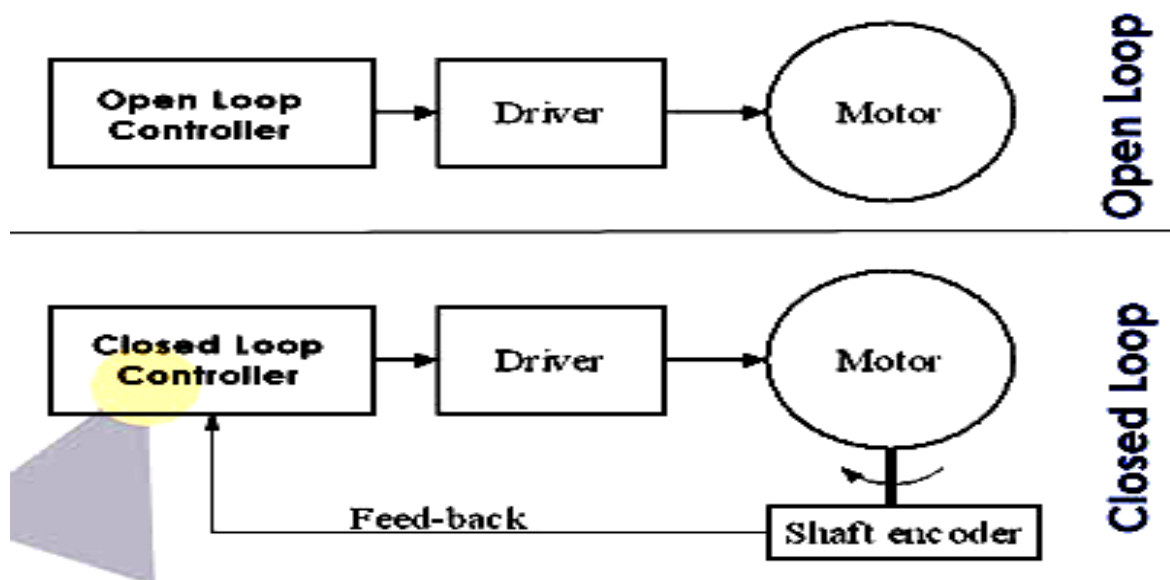 Open Loop
Controller
Driver
Motor
Open Loop
Closed Loop
Controller
Driver
Motor
Feed-back
Shaft encoder
Closed Loop